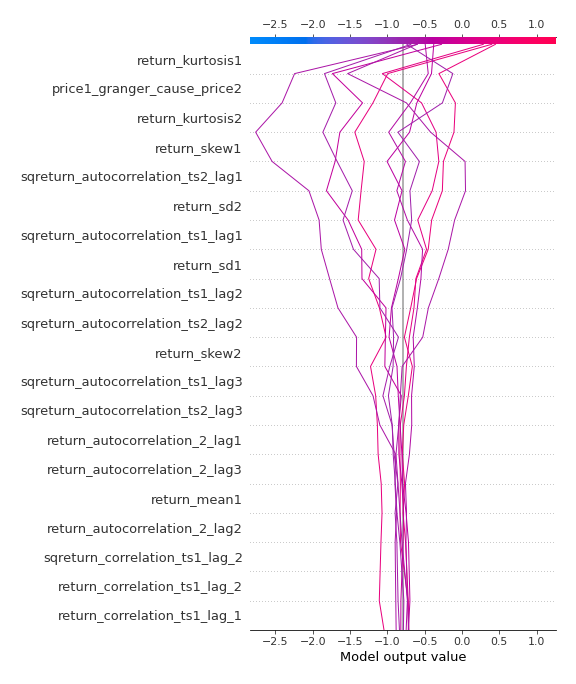 −2.5 −2.0 −1.5 −1.0 −0.5 0.0 0.5 1.0
return_kurtosis1
price1_granger_cause_price2
return_kurtosis2
return_skew1
sqreturn_autocorrelation_ts2_lag1
return_sd2
sqreturn_autocorrelation_ts1_lag1
return_sd1
sqreturn_autocorrelation_ts1_lag2
sqreturn_autocorrelation_ts2_lag2
return_skew2
sqreturn_autocorrelation_ts1_lag3
sqreturn_autocorrelation_ts2_lag3
return_autocorrelation_2_lag1
return_autocorrelation_2_lag3
return_mean1
return_autocorrelation_2_lag2
sqreturn_correlation_ts1_lag_2
return_correlation_ts1_lag_2
return_correlation_ts1_lag_1
−2.5 −2.0 −1.5 −1.0 −0.5 0.0 0.5 1.0
Model output value